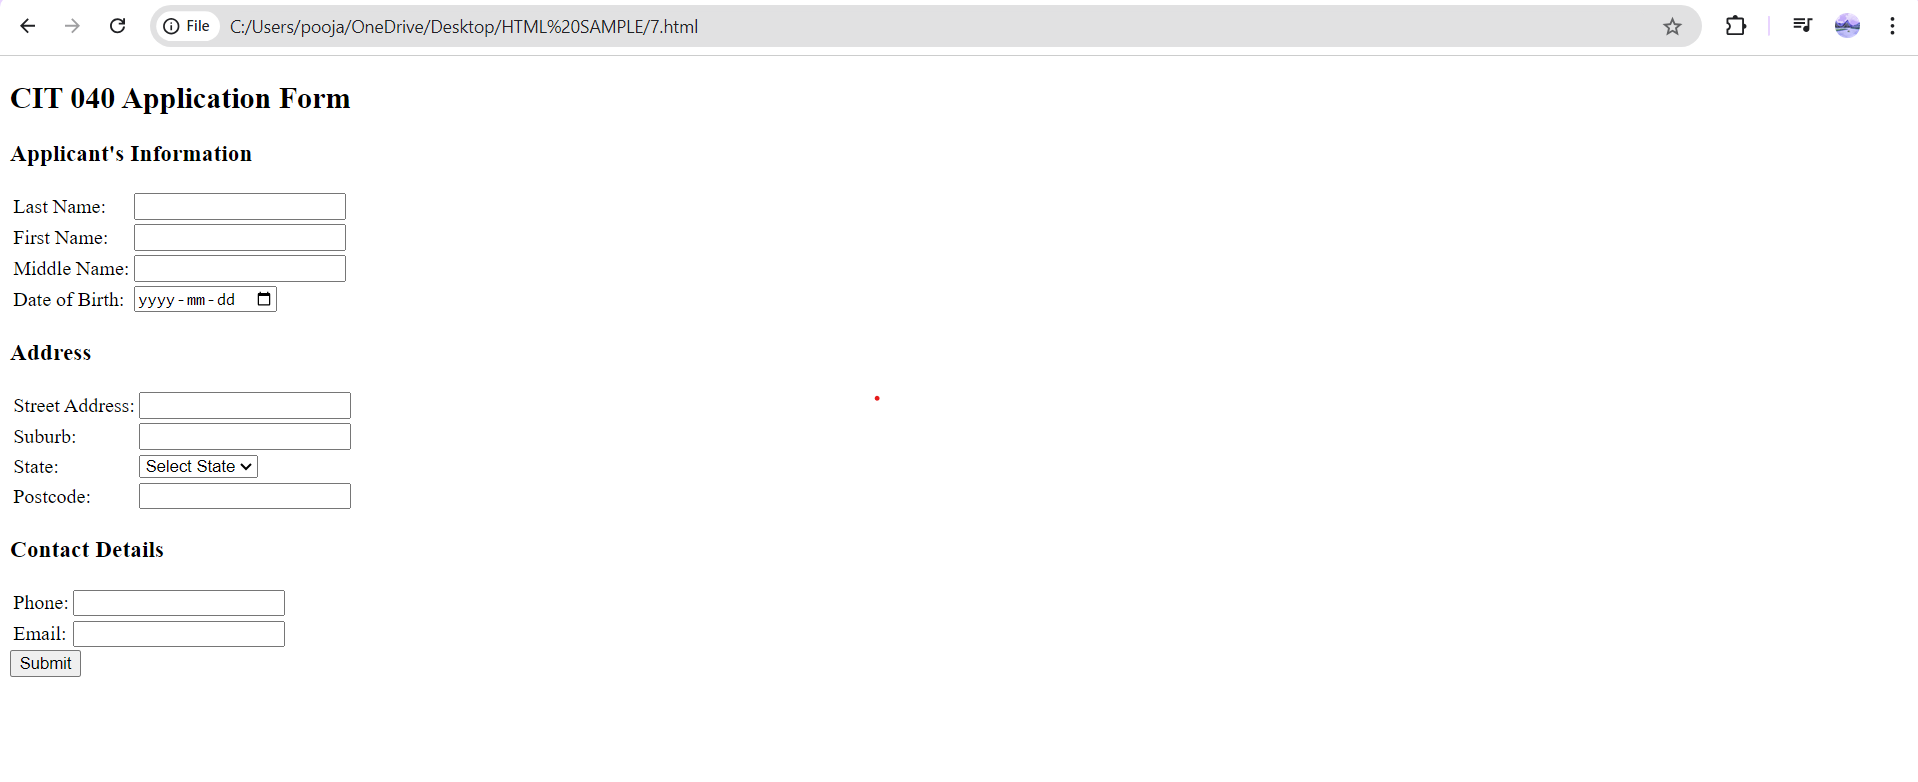 File C:/Users/pooja/OneDrive/Desktop/HTML%20SAMPLE/7.html
CIT 040 Application Form
Applicant's Information
Last Name:
First Name:
Middle Name:
Date of Birth: yyyy-mm-dd
Address
Street Address:
Suburb:
State: Select State
Postcode:
Contact Details
Phone:
Email:
Submit